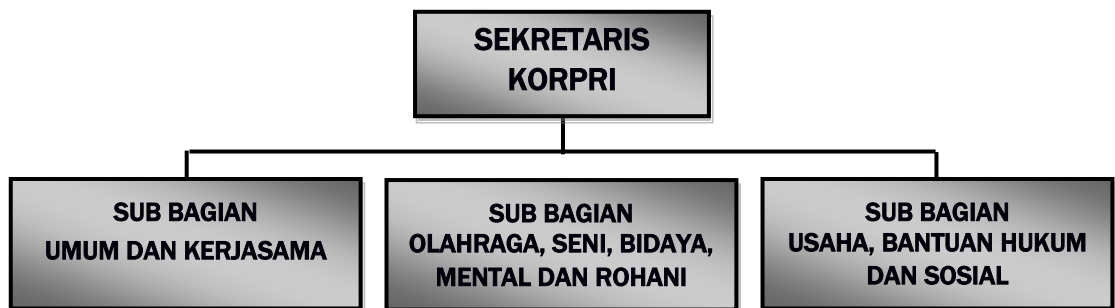 SEKRETARIS
KORPRI
SUB BAGIAN
UMUM DAN KERJASAMA
SUB BAGIAN
OLAHRAGA, SENI, BIDAYA,
MENTAL DAN ROHANI
SUB BAGIAN
USAHA, BANTUAN HUKUM
DAN SOSIAL